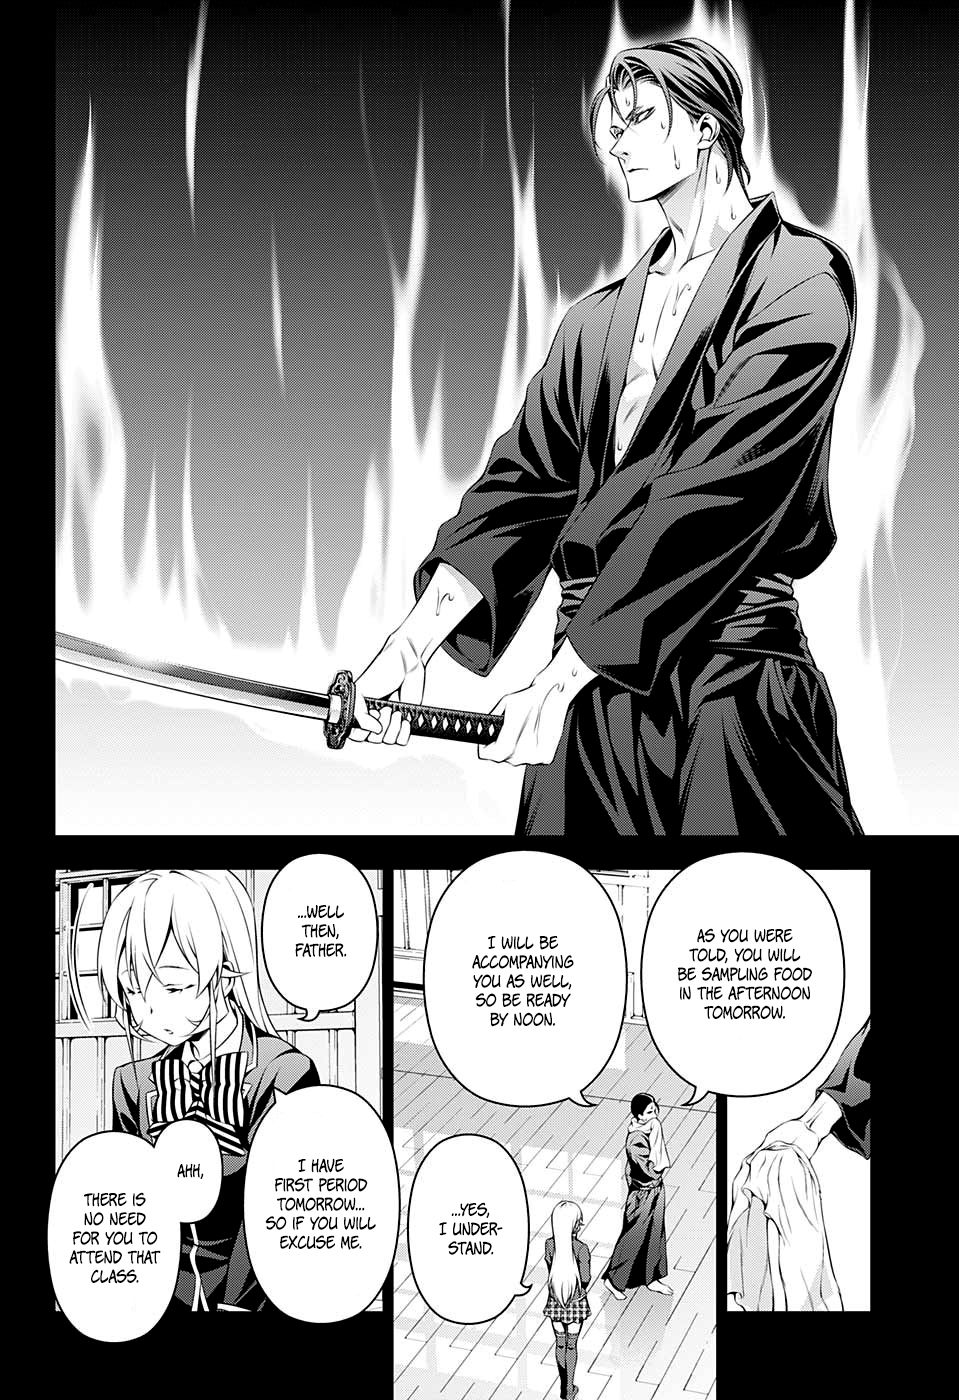 AS YOU WERE
TOLD, YOU WILL
BE SAMPLING FOOD
IN THE AFTERNOON
TOMORROW.
I WILL BE
ACCOMPANYING
YOU AS WELL,
SO BE READY
BY NOON.
...YES,
I UNDER-
STAND.
...WELL
THEN,
FATHER.
I HAVE
FIRST PERIOD
TOMORROW...
SO IF YOU WILL
EXCUSE ME.
AHH,
THERE IS
NO NEED
FOR YOU TO
ATTEND THAT
CLASS.